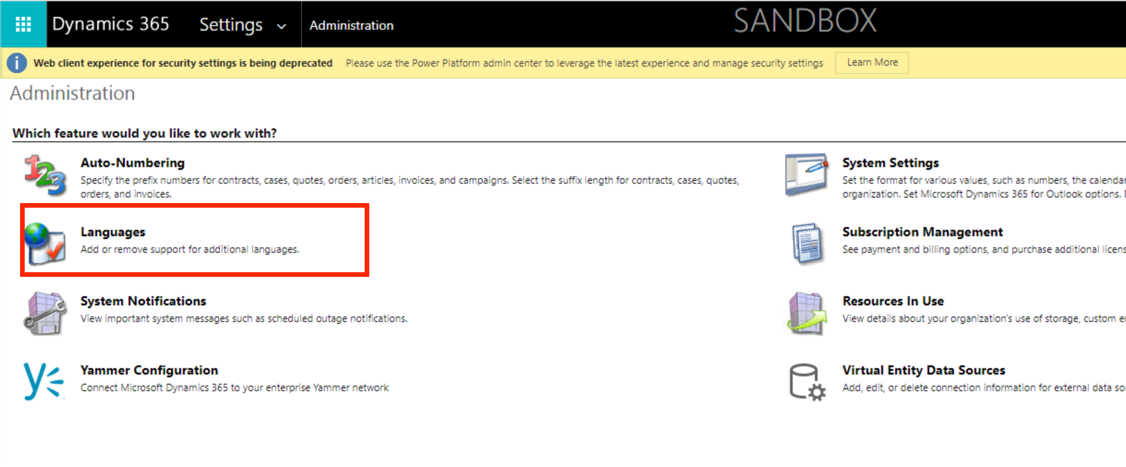 Dynamics 365 Settings Administration SANDBOX
Web client experience for security settings is being deprecated Please use the Power Platform admin center to leverage the latest experience and manage security settings Learn More
Administration
Which feature would you like to work with?
Auto-Numbering
Specify the prefix numbers for contracts, cases, quotes, orders, articles, invoices, and campaigns. Select the suffix length for contracts, cases, quotes,
orders, and invoices.
System Settings
Set the format for various values, such as numbers, the calendar
organization. Set Microsoft Dynamics 365 for Outlook options.
Languages
Add or remove support for additional languages.
Subscription Management
See payment and billing options, and purchase additional licens
System Notifications
View important system messages such as scheduled outage notifications.
Resources In Use
View details about your organization's use of storage, custom e
Yammer Configuration
Connect Microsoft Dynamics 365 to your enterprise Yammer network
Virtual Entity Data Sources
Add, edit, or delete connection information for external data so